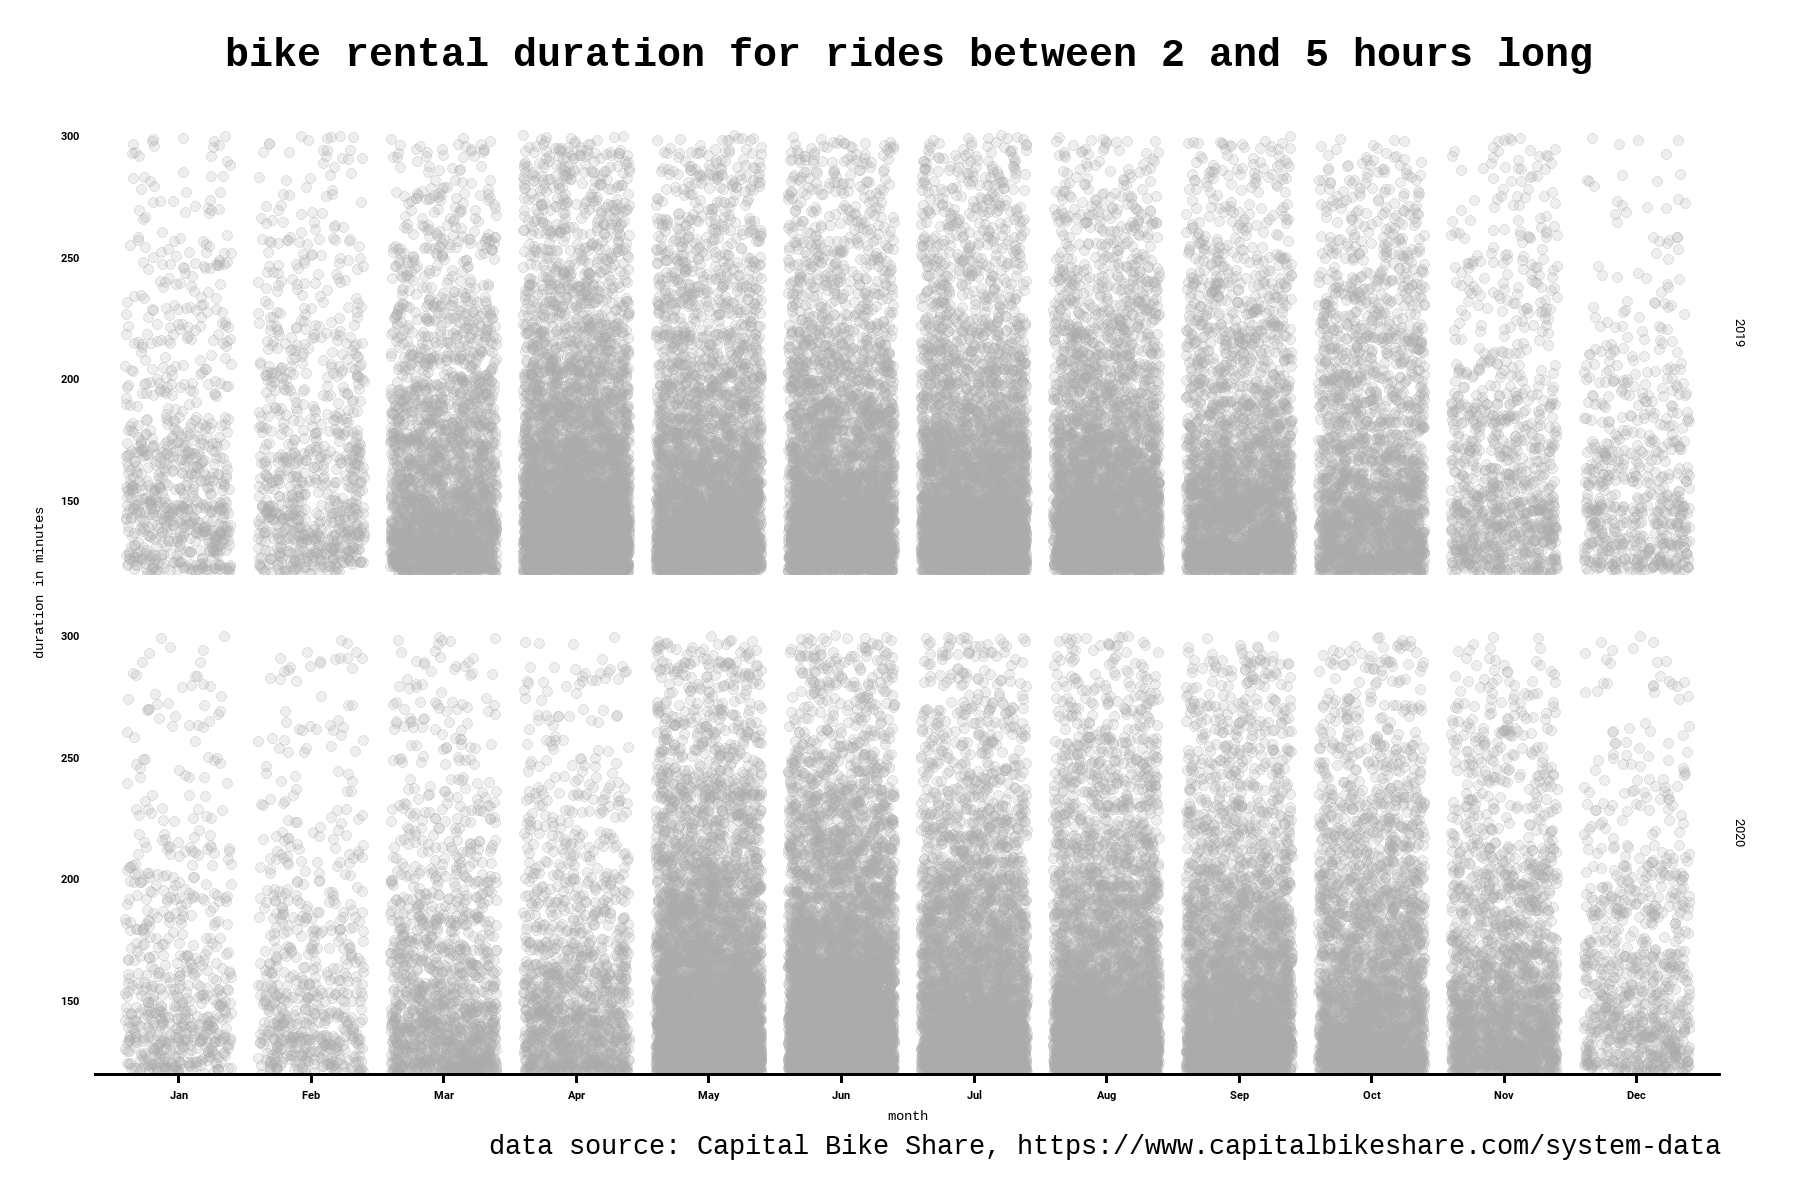 bike rental duration for rides between 2 and 5 hours long
300
250
200
150
2019
duration in minutes
300
250
200
150
2020
Jan Feb Mar Apr May Jun Jul Aug Sep Oct Nov Dec
month
data source: Capital Bike Share, https://www.capitalbikeshare.com/system-data